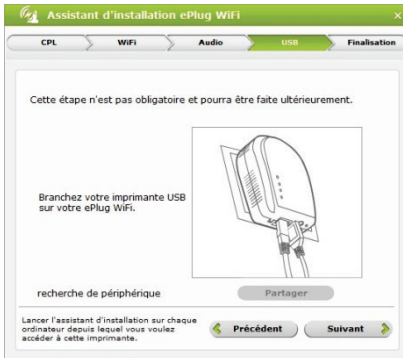 Assistant d'installation ePlug WiFi
CPL
WiFi
Audio
USB
Finalisation
Cette étape n'est pas obligatoire et pourra être faite ultérieurement.
Branchez votre imprimante USB
sur votre ePlug WiFi.
recherche de périphérique
Partager
Lancer l'assistant d'installation sur chaque
ordinateur depuis lequel vous voulez
accéder à cette imprimante.
Précédent
Suivant